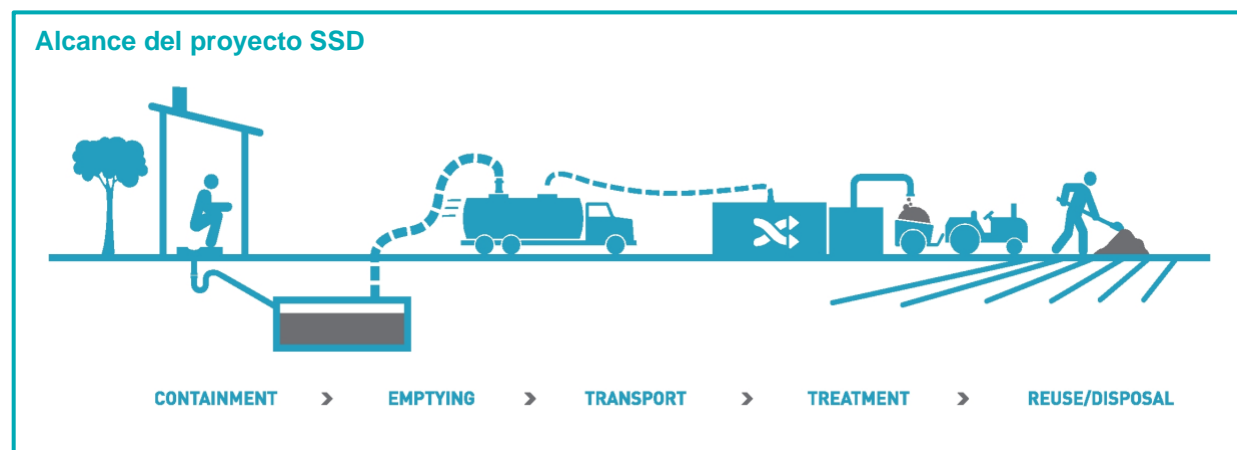 Alcance del proyecto SSD
CONTAINMENT > EMPTYING > TRANSPORT > TREATMENT > REUSE/DISPOSAL